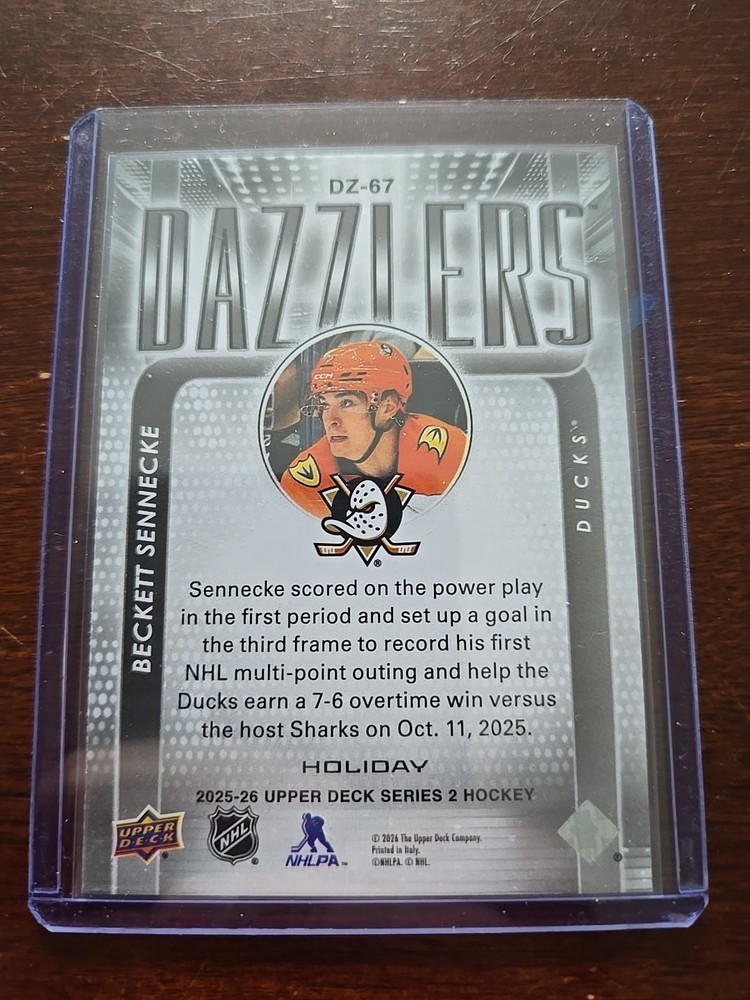 DZ-67
DAZZLERS™
CCM
BECKETT SENNECKE
DUCKS®
®
Sennecke scored on the power play
in the first period and set up a goal in
the third frame to record his first
NHL multi-point outing and help the
Ducks earn a 7-6 overtime win versus
the host Sharks on Oct. 11, 2025.
HOLIDAY
2025-26 UPPER DECK SERIES 2 HOCKEY
UPPER
DECK®
NHL®
NHLPA™
© 2026 The Upper Deck Company.
Printed in Italy.
©NHLPA. © NHL.
®